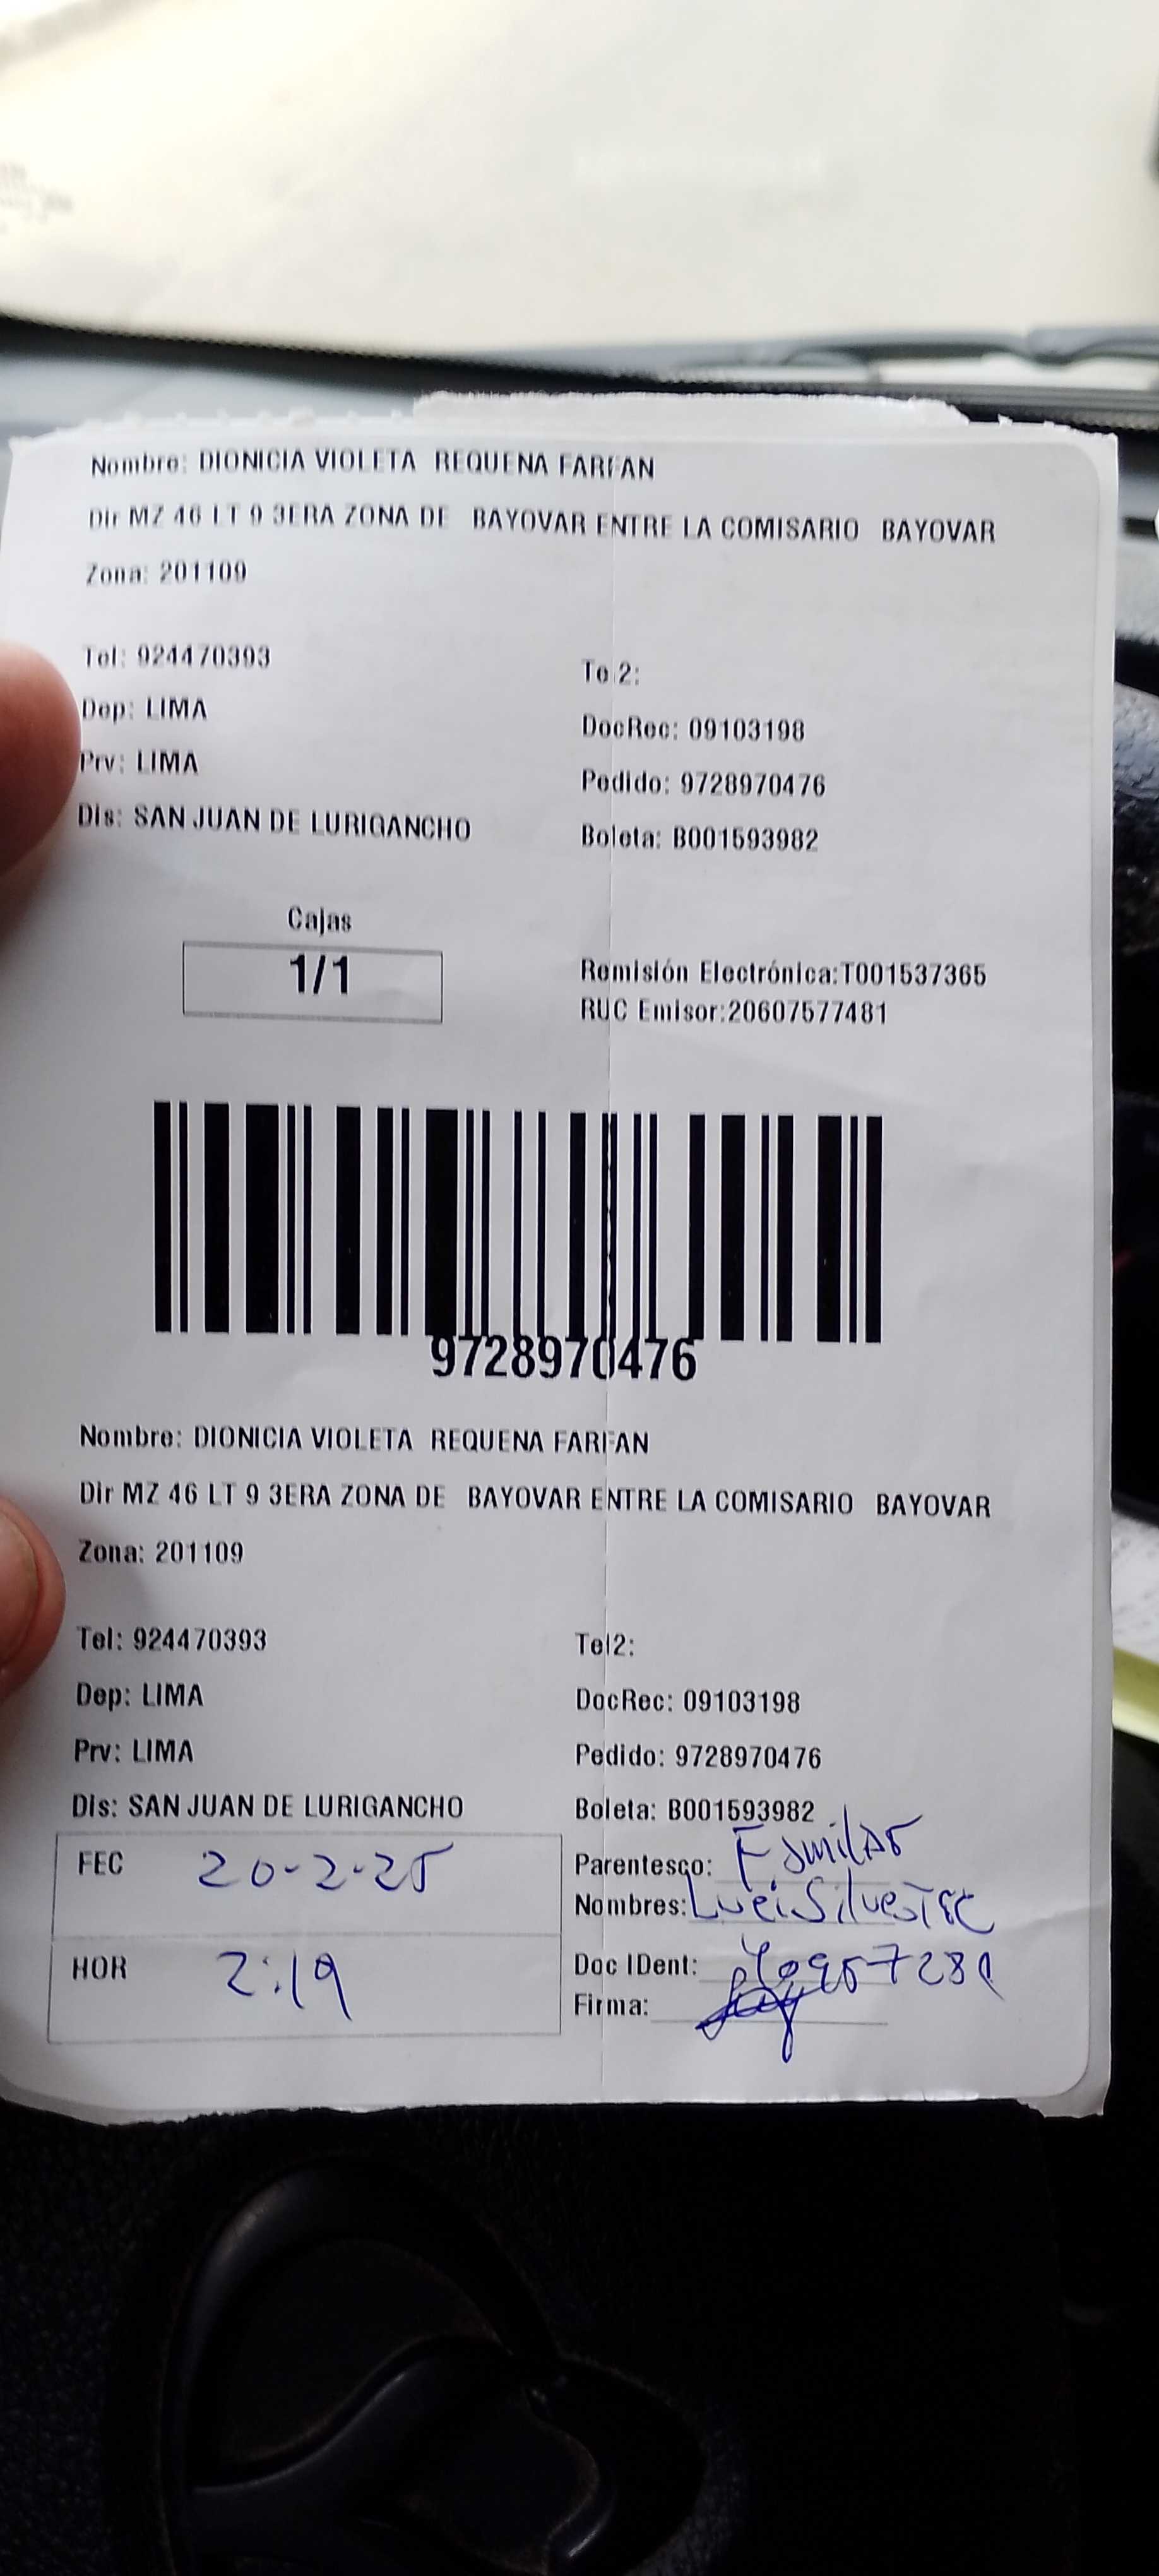 Nombre: DIONICIA VIOLETA REQUENA FARFAN
Dir MZ 46 LT 9 3ERA ZONA DE BAYOVAR ENTRE LA COMISARIO BAYOVAR
Zona: 201109
Tel: 924470393
Te 2:
Dep: LIMA
DocRec: 09103198
Prv: LIMA
Pedido: 9728970476
Dis: SAN JUAN DE LURIGANCHO
Boleta: B001593982
Cajas
1/1
Remisión Electrónica:T001537365
RUC Emisor:20607577481
9728970476
Nombre: DIONICIA VIOLETA REQUENA FARFAN
Dir MZ 46 LT 9 3ERA ZONA DE BAYOVAR ENTRE LA COMISARIO BAYOVAR
Zona: 201109
Tel: 924470393
Tel2:
Dep: LIMA
DocRec: 09103198
Prv: LIMA
Pedido: 9728970476
Dis: SAN JUAN DE LURIGANCHO
Boleta: B001593982
FEC 20-2-25
Parentesco: Familiar
Nombres:
HOR 2:19
Doc IDent:
Firma: